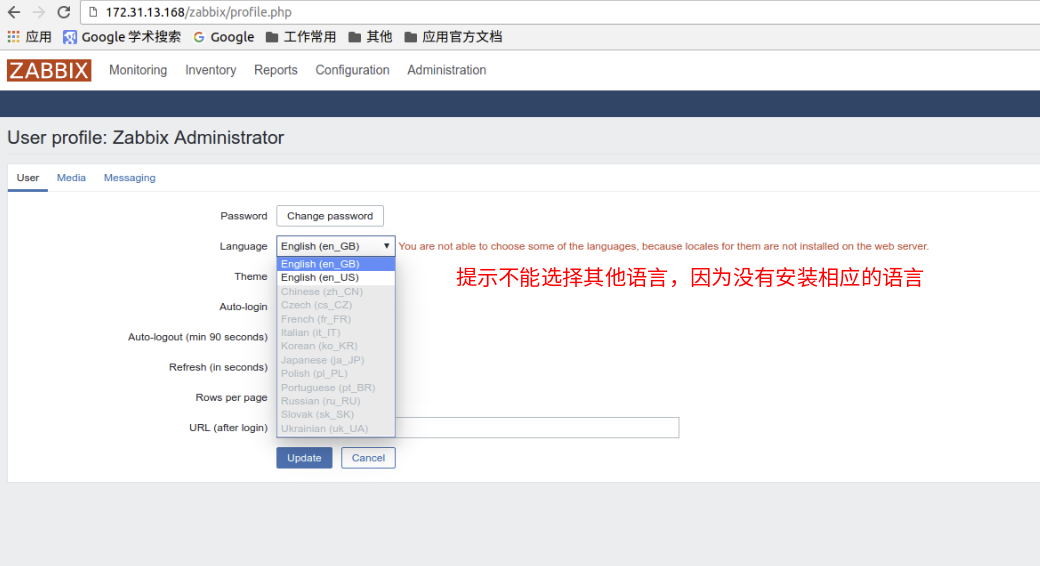 172.31.13.168/zabbix/profile.php
应用 Google 学术搜索 Google 工作常用 其他 应用官方文档
ZABBIX Monitoring Inventory Reports Configuration Administration
User profile: Zabbix Administrator
User Media Messaging
Password Change password
Language English (en_GB) You are not able to choose some of the languages, because locales for them are not installed on the web server.
English (en_GB)
提示不能选择其他语言，因为没有安装相应的语言
Theme English (en_US)
Chinese (zh_CN)
Auto-login Czech (cs_CZ)
French (fr_FR)
Auto-logout (min 90 seconds) Italian (it_IT)
Korean (ko_KR)
Japanese (ja_JP)
Refresh (in seconds) Polish (pl_PL)
Portuguese (pt_BR)
Rows per page Russian (ru_RU)
Slovak (sk_SK)
URL (after login) Ukrainian (uk_UA)
Update Cancel